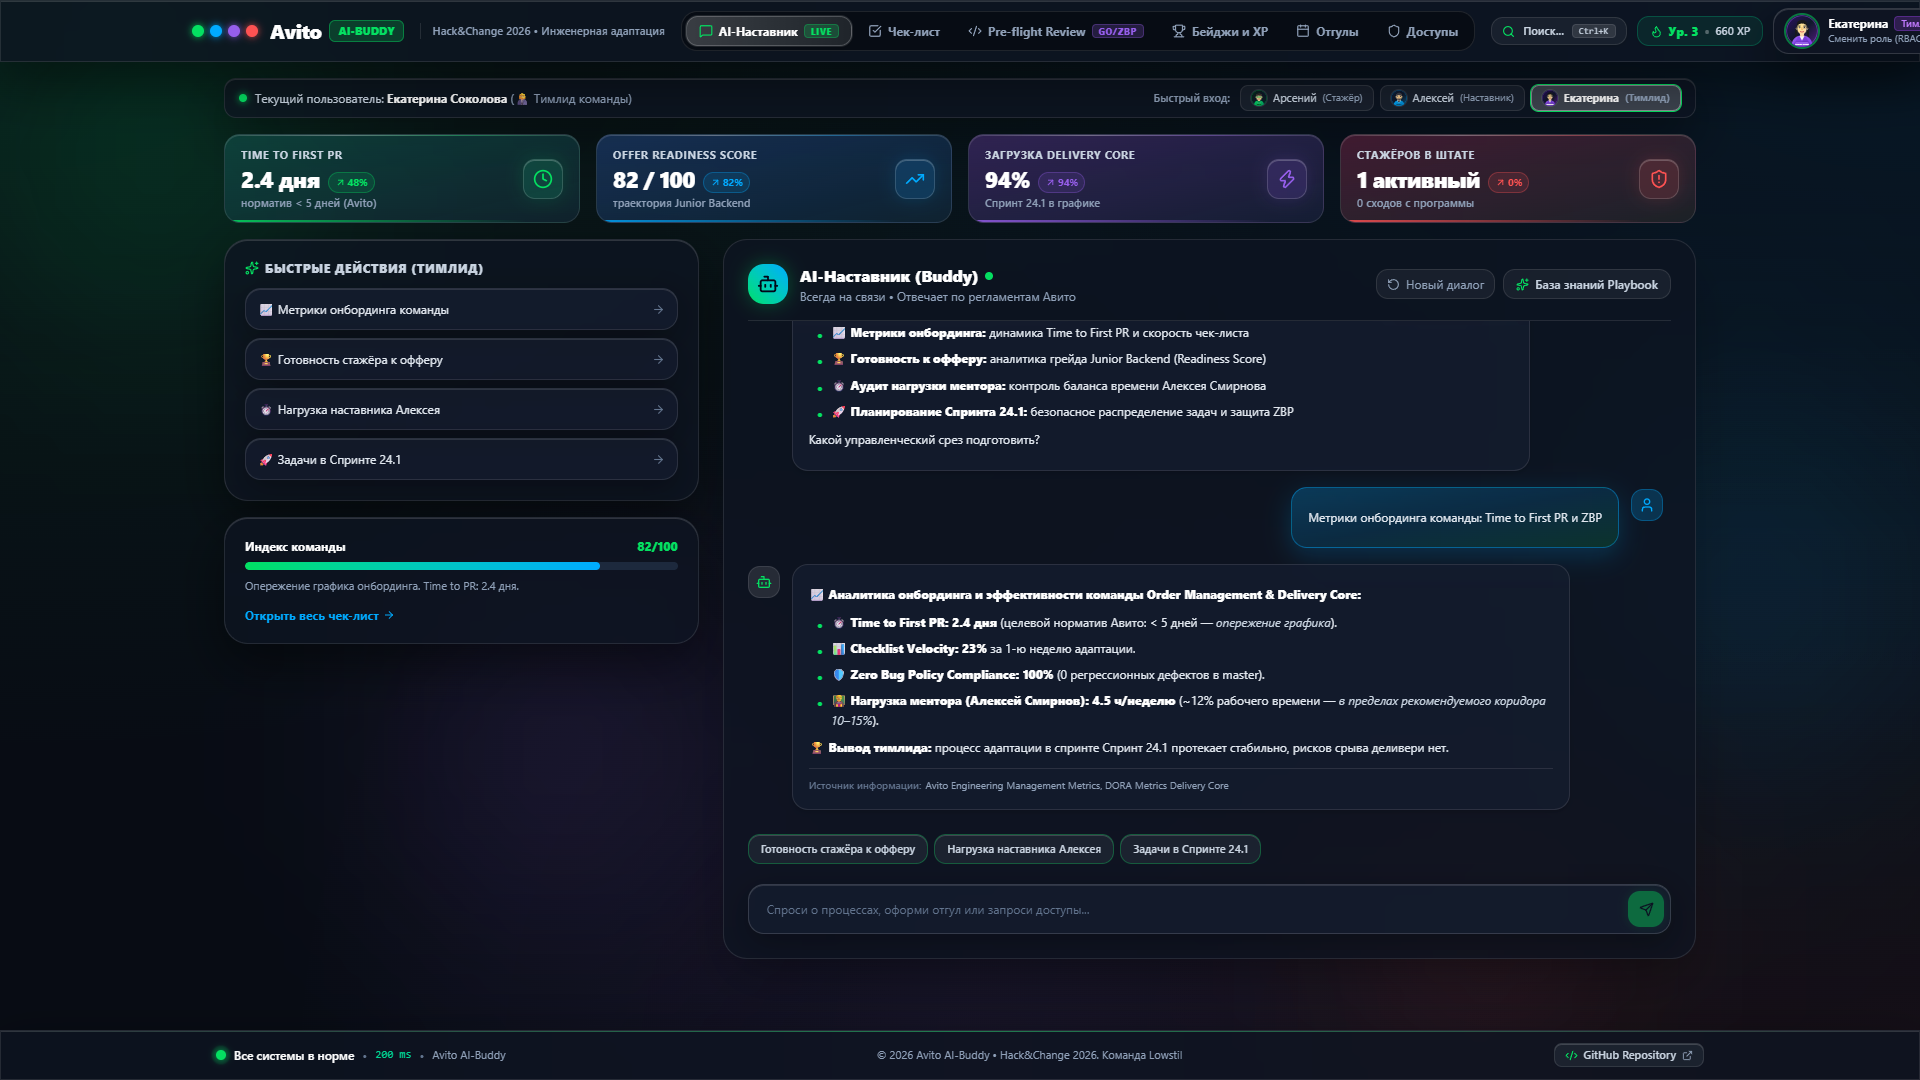 Avito AI-BUDDY Hack&Change 2026 • Инженерная адаптация AI-Наставник LIVE Чек-лист Pre-flight Review GO/ZBP Бейджи и XP Отгулы Доступы Поиск... Ctrl+K Ур. 3 • 660 XP Екатерина
Сменить роль (RBAC
Текущий пользователь: Екатерина Соколова ( Тимлид команды) Быстрый вход: Арсений (Стажёр) Алексей (Наставник) Екатерина (Тимлид)
TIME TO FIRST PR
2.4 дня 48%
норматив < 5 дней (Avito)
OFFER READINESS SCORE
82 / 100 82%
траектория Junior Backend
ЗАГРУЗКА DELIVERY CORE
94% 94%
Спринт 24.1 в графике
СТАЖЁРОВ В ШТАТЕ
1 активный 0%
0 сходов с программы
БЫСТРЫЕ ДЕЙСТВИЯ (ТИМЛИД)
Метрики онбординга команды
Готовность стажёра к офферу
Нагрузка наставника Алексея
Задачи в Спринте 24.1
Индекс команды 82/100
Опережение графика онбординга. Time to PR: 2.4 дня.
Открыть весь чек-лист
AI-Наставник (Buddy)
Всегда на связи • Отвечает по регламентам Авито
Новый диалог База знаний Playbook
Метрики онбординга: динамика Time to First PR и скорость чек-листа
Готовность к офферу: аналитика грейда Junior Backend (Readiness Score)
Аудит нагрузки ментора: контроль баланса времени Алексея Смирнова
Планирование Спринта 24.1: безопасное распределение задач и защита ZBP
Какой управленческий срез подготовить?
Метрики онбординга команды: Time to First PR и ZBP
Аналитика онбординга и эффективности команды Order Management & Delivery Core:
Time to First PR: 2.4 дня (целевой норматив Авито: < 5 дней — опережение графика).
Checklist Velocity: 23% за 1-ю неделю адаптации.
Zero Bug Policy Compliance: 100% (0 регрессионных дефектов в master).
Нагрузка ментора (Алексей Смирнов): 4.5 ч/неделю (~12% рабочего времени — в пределах рекомендуемого коридора
10–15%).
Вывод тимлида: процесс адаптации в спринте Спринт 24.1 протекает стабильно, рисков срыва деливери нет.
Источник информации: Avito Engineering Management Metrics, DORA Metrics Delivery Core
Готовность стажёра к офферу Нагрузка наставника Алексея Задачи в Спринте 24.1
Спроси о процессах, оформи отгул или запроси доступы...
Все системы в норме • 200 ms • Avito AI-Buddy © 2026 Avito AI-Buddy • Hack&Change 2026. Команда Lowstil GitHub Repository